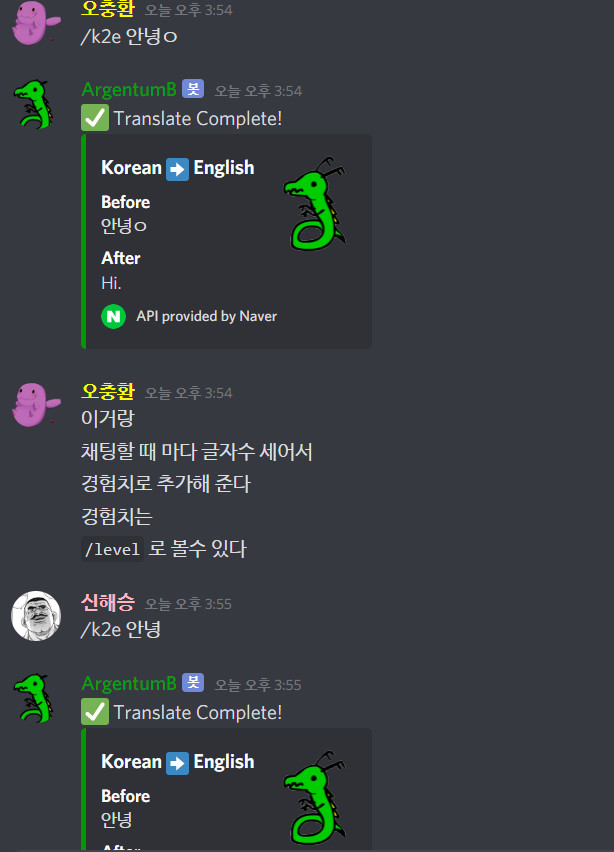 오충환 오늘 오후 3:54
/k2e 안녕ㅇ
ArgentumB 봇 오늘 오후 3:54
Translate Complete!
Korean English
Before
안녕ㅇ
After
Hi.
N API provided by Naver
오충환 오늘 오후 3:54
이거랑
채팅할 때 마다 글자수 세어서
경험치로 추가해 준다
경험치는
/level 로 볼수 있다
신해승 오늘 오후 3:55
/k2e 안녕
ArgentumB 봇 오늘 오후 3:55
Translate Complete!
Korean English
Before
안녕
After